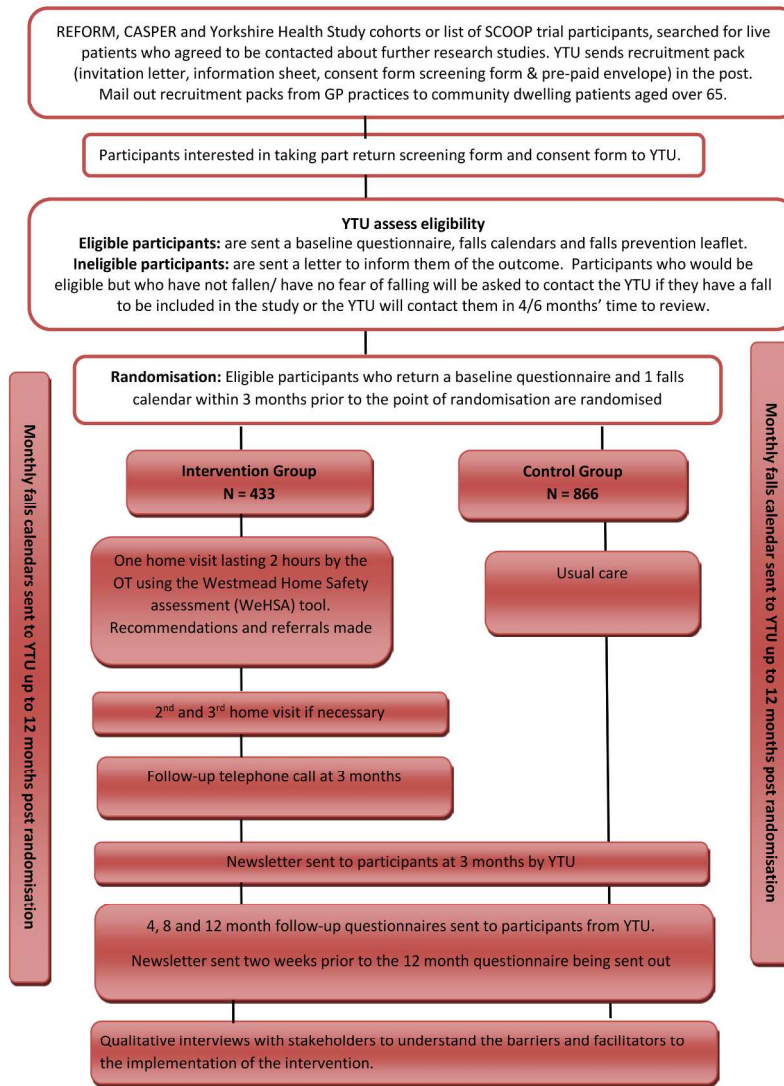 REFORM, CASPER and Yorkshire Health Study cohorts or list of SCOOP trial participants, searched for live
patients who agreed to be contacted about further research studies. YTU sends recruitment pack
(invitation letter, information sheet, consent form screening form & pre-paid envelope) in the post.
Mail out recruitment packs from GP practices to community dwelling patients aged over 65.
Participants interested in taking part return screening form and consent form to YTU.
YTU assess eligibility
Eligible participants: are sent a baseline questionnaire, falls calendars and falls prevention leaflet.
Ineligible participants: are sent a letter to inform them of the outcome. Participants who would be
eligible but who have not fallen/ have no fear of falling will be asked to contact the YTU if they have a fall
to be included in the study or the YTU will contact them in 4/6 months' time to review.
Randomisation: Eligible participants who return a baseline questionnaire and 1 falls
calendar within 3 months prior to the point of randomisation are randomised
Monthly falls calendars sent to YTU up to 12 months post randomisation
Intervention Group
N = 433
Control Group
N = 866
One home visit lasting 2 hours by the
OT using the Westmead Home Safety
assessment (WeHSA) tool.
Recommendations and referrals made
Usual care
2nd and 3rd home visit if necessary
Follow-up telephone call at 3 months
Newsletter sent to participants at 3 months by YTU
4, 8 and 12 month follow-up questionnaires sent to participants from YTU.
Newsletter sent two weeks prior to the 12 month questionnaire being sent out
Qualitative interviews with stakeholders to understand the barriers and facilitators to
the implementation of the intervention.
Monthly falls calendar sent to YTU up to 12 months post randomisation